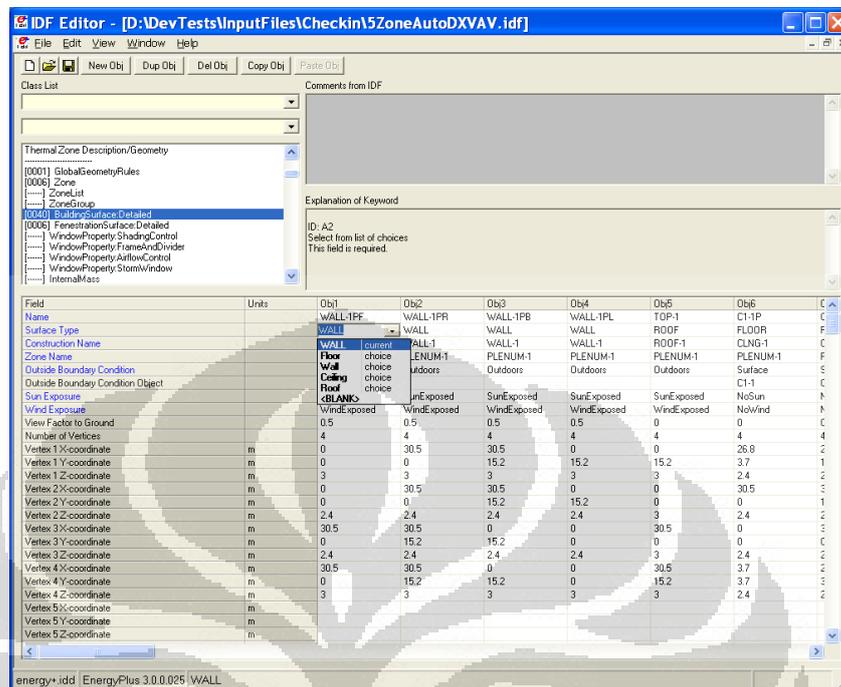 IDF Editor - [D:\DevTests\InputFiles\Checkin\5ZoneAutoDXVAV.idf]
File Edit View Window Help
New Obj Dup Obj Del Obj Copy Obj Paste Obj
Class List Comments from IDF
Thermal Zone Description/Geometry
-------------------------
[0001] GlobalGeometryRules
[0006] Zone
[------] ZoneList
[------] ZoneGroup
[0040] BuildingSurface:Detailed
[0006] FenestrationSurface:Detailed
[------] WindowProperty:ShadingControl
[------] WindowProperty:FrameAndDivider
[------] WindowProperty:AirflowControl
[------] WindowProperty:StormWindow
[------] InternalMass
Explanation of Keyword
ID: A2
Select from list of choices
This field is required.
Field Units Obj1 Obj2 Obj3 Obj4 Obj5 Obj6
Name WALL-1PF WALL-1PR WALL-1PB WALL-1PL TOP-1 C1-1P
Surface Type WALL WALL WALL WALL ROOF FLOOR
Construction Name WALL-1 WALL-1 ROOF-1 CLNG-1
Zone Name PLENUM-1 PLENUM-1 PLENUM-1 PLENUM-1
Outside Boundary Condition Outdoors Outdoors Outdoors Surface
Outside Boundary Condition Object C1-1
Sun Exposure SunExposed SunExposed SunExposed NoSun
Wind Exposure WindExposed WindExposed WindExposed WindExposed WindExposed NoWind
WALL current
Floor choice
Wall choice
Ceiling choice
Roof choice
<BLANK>
View Factor to Ground 0.5 0.5 0.5 0.5 0 0
Number of Vertices 4 4 4 4 4 4
Vertex 1 X-coordinate m 0 30.5 30.5 0 0 26.8
Vertex 1 Y-coordinate m 0 0 15.2 15.2 15.2 3.7
Vertex 1 Z-coordinate m 3 3 3 3 3 2.4
Vertex 2 X-coordinate m 0 30.5 30.5 0 0 30.5
Vertex 2 Y-coordinate m 0 0 15.2 15.2 0 0
Vertex 2 Z-coordinate m 2.4 2.4 2.4 2.4 3 2.4
Vertex 3 X-coordinate m 30.5 30.5 0 0 30.5 0
Vertex 3 Y-coordinate m 0 15.2 15.2 0 0 0
Vertex 3 Z-coordinate m 2.4 2.4 2.4 2.4 3 2.4
Vertex 4 X-coordinate m 30.5 30.5 0 0 30.5 3.7
Vertex 4 Y-coordinate m 0 15.2 15.2 0 15.2 3.7
Vertex 4 Z-coordinate m 3 3 3 3 3 2.4
Vertex 5 X-coordinate m
Vertex 5 Y-coordinate m
Vertex 5 Z-coordinate m
energy+.idd EnergyPlus 3.0.0.025 WALL